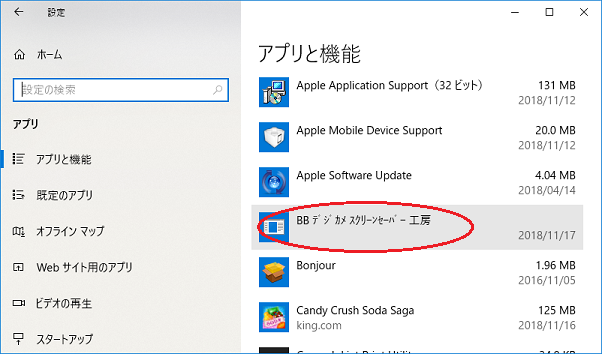 設定
ホーム
設定の検索
アプリ
アプリと機能
既定のアプリ
オフライン マップ
Web サイト用のアプリ
ビデオの再生
スタートアップ
アプリと機能
Apple Application Support（32 ビット）
131 MB
2018/11/12
Apple Mobile Device Support
20.0 MB
2018/11/12
Apple Software Update
4.04 MB
2018/04/14
BB ﾃﾞｼﾞｶﾒ ｽｸﾘｰﾝｾｰﾊﾞｰ 工房
2018/11/17
Bonjour
1.96 MB
2016/11/05
Candy Crush Soda Saga
125 MB
king.com
2018/11/16